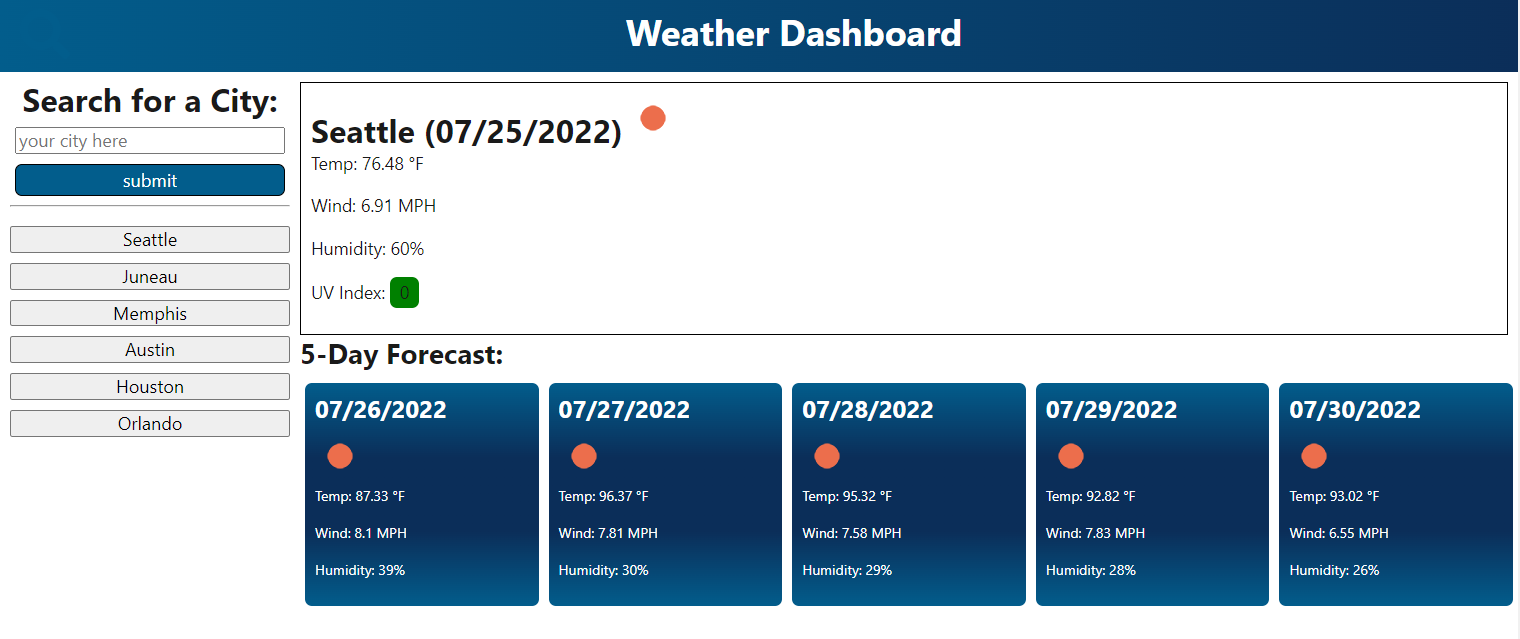 Weather Dashboard
Search for a City:
your city here
submit
Seattle
Juneau
Memphis
Austin
Houston
Orlando
Seattle (07/25/2022)
Temp: 76.48 °F
Wind: 6.91 MPH
Humidity: 60%
UV Index: 0
5-Day Forecast:
07/26/2022
Temp: 87.33 °F
Wind: 8.1 MPH
Humidity: 39%
07/27/2022
Temp: 96.37 °F
Wind: 7.81 MPH
Humidity: 30%
07/28/2022
Temp: 95.32 °F
Wind: 7.58 MPH
Humidity: 29%
07/29/2022
Temp: 92.82 °F
Wind: 7.83 MPH
Humidity: 28%
07/30/2022
Temp: 93.02 °F
Wind: 6.55 MPH
Humidity: 26%